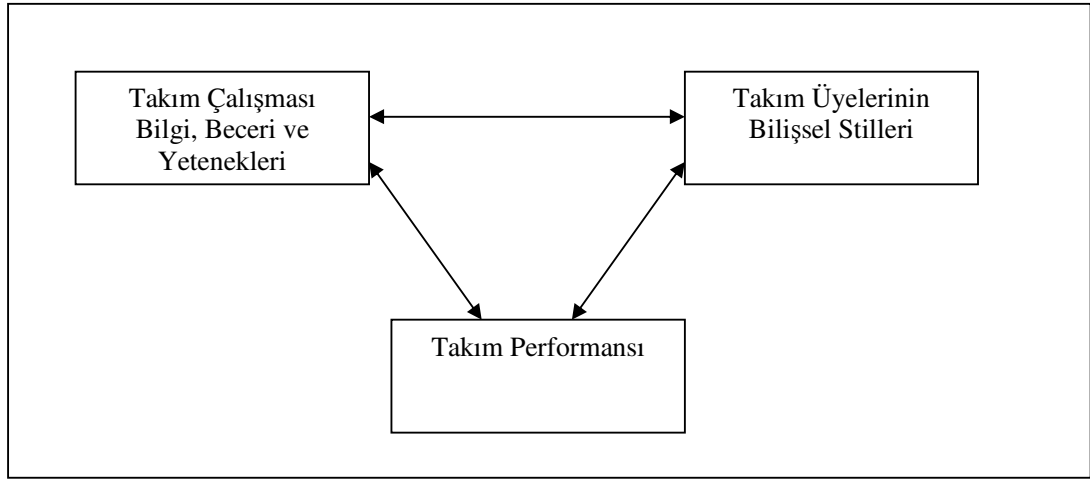 Takım Çalışması
Bilgi, Beceri ve
Yetenekleri
Takım Üyelerinin
Bilişsel Stilleri
Takım Performansı